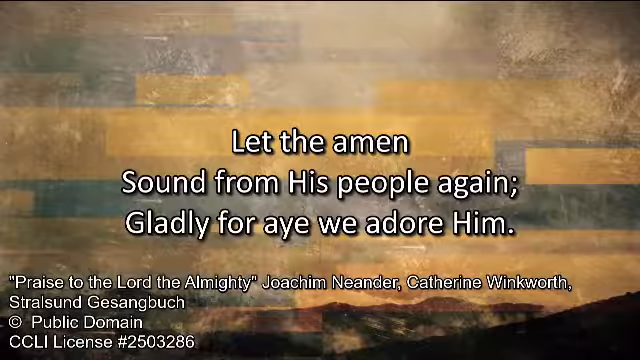 Let the amen
Sound from His people again;
Gladly for aye we adore Him.
"Praise to the Lord the Almighty" Joachim Neander, Catherine Winkworth,
Stralsund Gesangbuch
© Public Domain
CCLI License #2503286